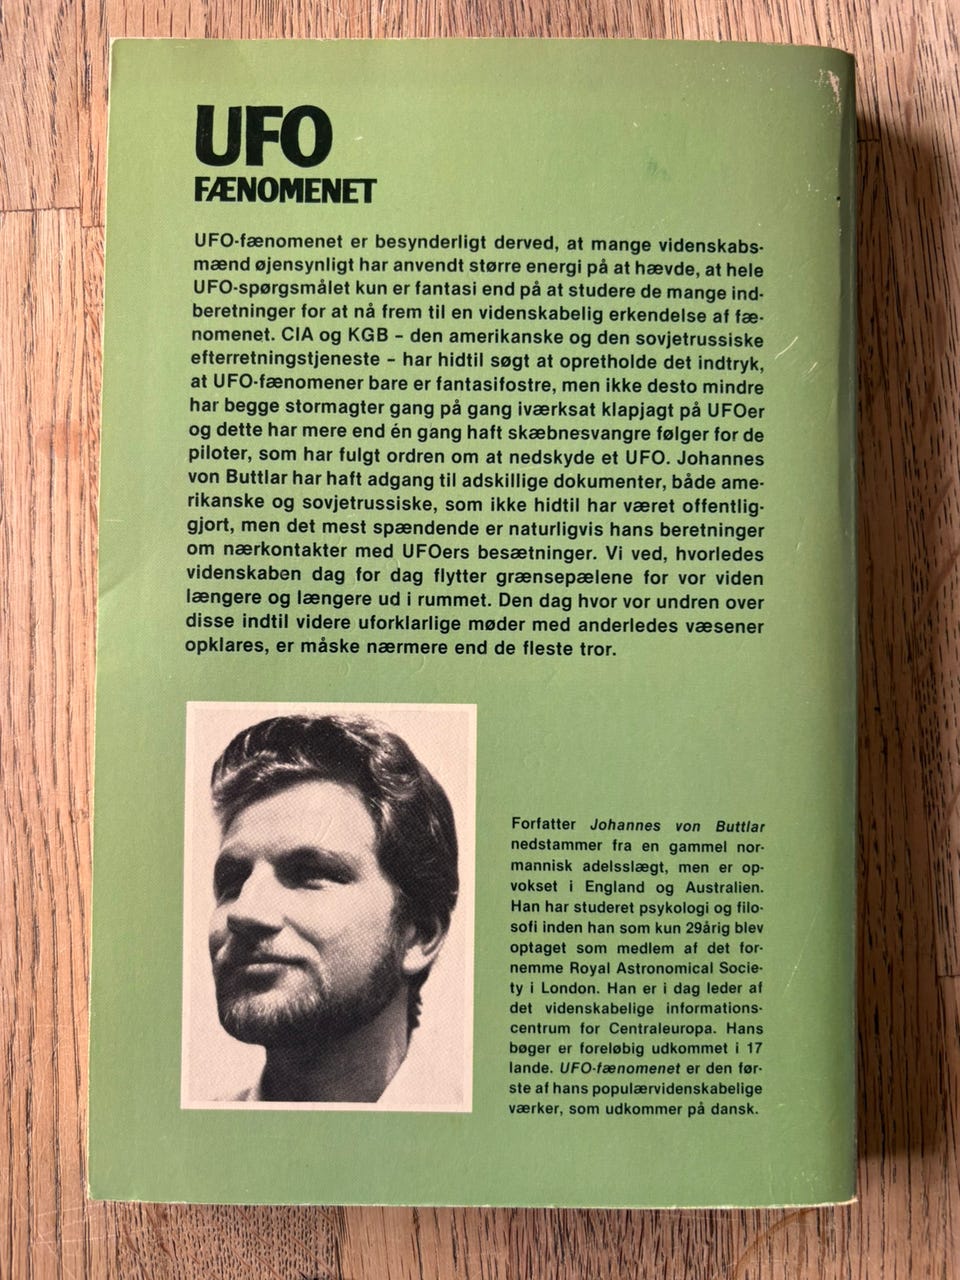 UFO
FÆNOMENET
UFO-fænomenet er besynderligt derved, at mange videnskabs-
mænd øjensynligt har anvendt større energi på at hævde, at hele
UFO-spørgsmålet kun er fantasi end på at studere de mange ind-
beretninger for at nå frem til en videnskabelig erkendelse af fæ-
nomenet. CIA og KGB – den amerikanske og den sovjetrussiske
efterretningstjeneste – har hidtil søgt at opretholde det indtryk,
at UFO-fænomener bare er fantasifostre, men ikke desto mindre
har begge stormagter gang på gang iværksat klapjagt på UFOer
og dette har mere end én gang haft skæbnesvangre følger for de
piloter, som har fulgt ordren om at nedskyde et UFO. Johannes
von Buttlar har haft adgang til adskillige dokumenter, både ame-
rikanske og sovjetrussiske, som ikke hidtil har været offentlig-
gjort, men det mest spændende er naturligvis hans beretninger
om nærkontakter med UFOers besætninger. Vi ved, hvorledes
videnskaben dag for dag flytter grænsepælene for vor viden
længere og længere ud i rummet. Den dag hvor vor undren over
disse indtil videre uforklarlige møder med anderledes væsener
opklares, er måske nærmere end de fleste tror.
Forfatter Johannes von Buttlar
nedstammer fra en gammel nor-
mannisk adelsslægt, men er op-
vokset i England og Australien.
Han har studeret psykologi og filo-
sofi inden han som kun 29årig blev
optaget som medlem af det for-
nemme Royal Astronomical Socie-
ty i London. Han er i dag leder af
det videnskabelige informations-
centrum for Centraleuropa. Hans
bøger er foreløbig udkommet i 17
lande. UFO-fænomenet er den før-
ste af hans populærvidenskabelige
værker, som udkommer på dansk.